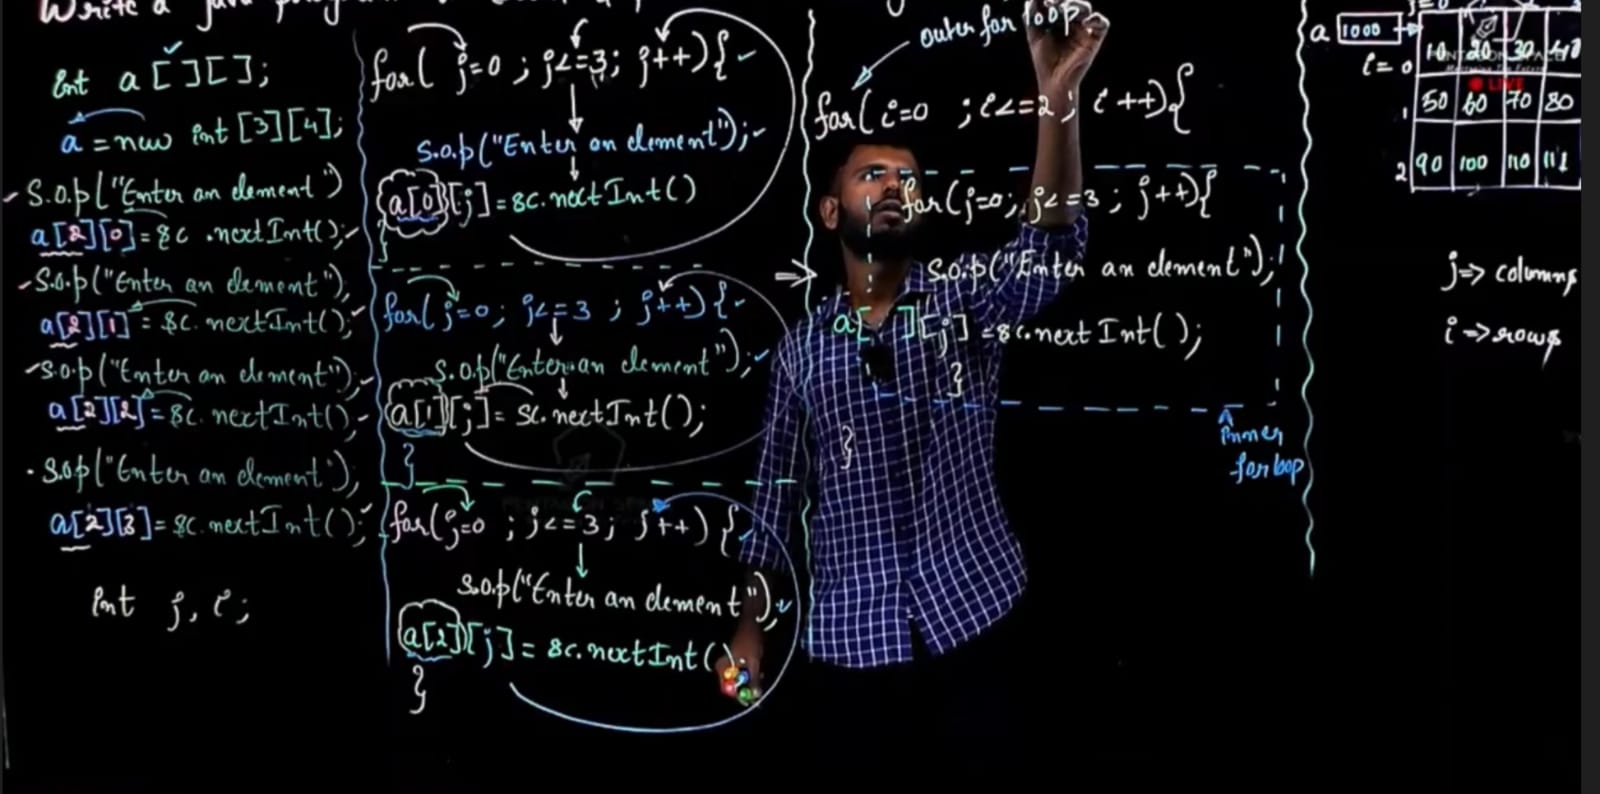 Write a java program
int a[][];
a = new int [3][4];
S.o.p("Enter an element")
a[2][0]=sc.nextInt();
S.o.p("Enter an element");
a[2][1]=sc.nextInt();
S.o.p("Enter an element");
a[2][2]=sc.nextInt();
S.o.p("Enter an element");
a[2][3]=sc.nextInt();
int j, i;
for( j=0 ; j<=3; j++){
S.o.p("Enter an element");
a[0][j]=sc.nextInt()
}
for( j=0; j<=3 ; j++){
S.o.p("Enter an element");
a[1][j]= sc.nextInt();
}
for(j=0 ; j<=3; j++) {
S.o.p("Enter an element");
a[2][j]= sc.nextInt();
}
outer for loop
for(i=0 ;i<=2; i++){
for(j=0; j<=3; j++){
S.o.p("Enter an element");
a[ ][j] =sc.nextInt();
}
}
inner
for loop
a 1000
i= 0
10 20 30 40
LIVE
1 50 60 70 80
2 90 100 110
j=> columns
i=>rows